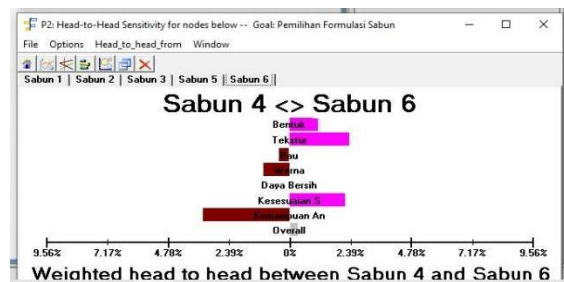 P2: Head-to-Head Sensitivity for nodes below -- Goal: Pemilihan Formulasi Sabun
File Options Head_to_head_from Window
Sabun 1 | Sabun 2 | Sabun 3 | Sabun 5 | Sabun 6
Sabun 4 <> Sabun 6
Bentuk
Tekstur
Bau
Warna
Daya Bersih
Kesesuaian S
Kemampuan An
Overall
9.56% 7.17% 4.78% 2.39% 0% 2.39% 4.78% 7.17% 9.56%
Weighted head to head between Sabun 4 and Sabun 6